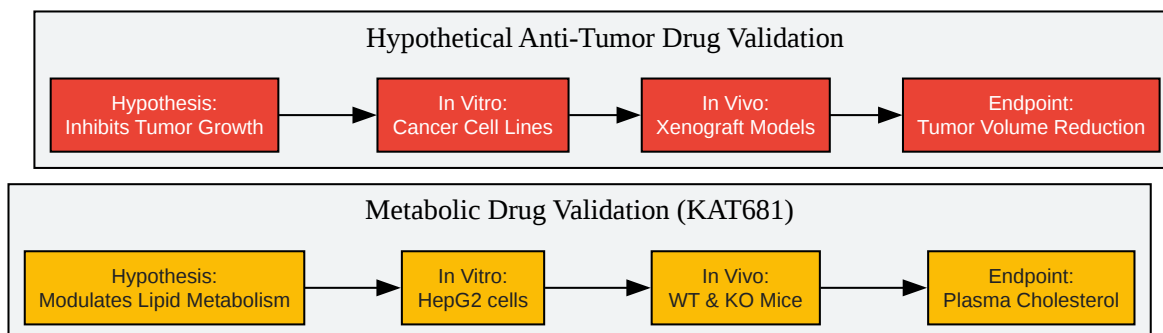 Hypothetical Anti-Tumor Drug Validation
Hypothesis:
Inhibits Tumor Growth
In Vitro:
Cancer Cell Lines
In Vivo:
Xenograft Models
Endpoint:
Tumor Volume Reduction
Metabolic Drug Validation (KAT681)
Hypothesis:
Modulates Lipid Metabolism
In Vitro:
HepG2 cells
In Vivo:
WT & KO Mice
Endpoint:
Plasma Cholesterol